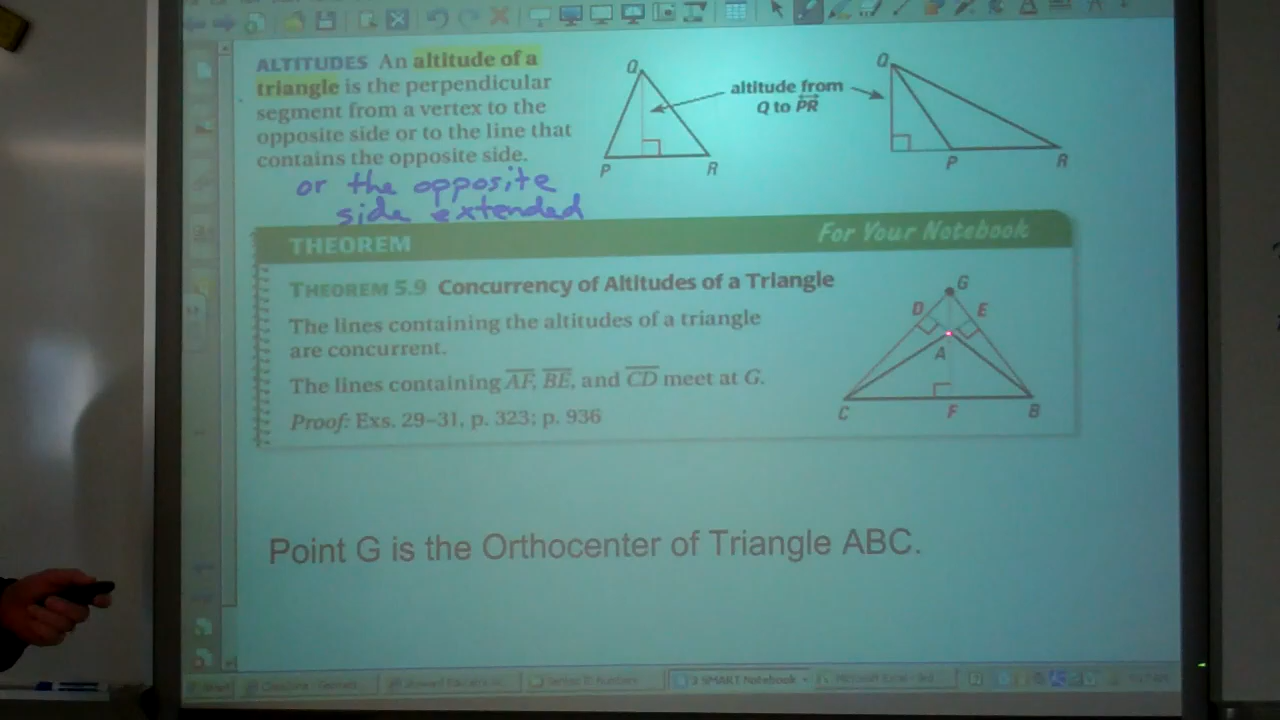 ALTITUDES An altitude of a
triangle is the perpendicular
segment from a vertex to the
opposite side or to the line that
contains the opposite side.
or the opposite
side extended
Q
P
R
altitude from
Q to PR
Q
P
R
THEOREM
For Your Notebook
THEOREM 5.9 Concurrency of Altitudes of a Triangle
The lines containing the altitudes of a triangle
are concurrent.
The lines containing AF, BE, and CD meet at G.
Proof: Exs. 29–31, p. 323; p. 936
G
D
E
A
C
F
B
Point G is the Orthocenter of Triangle ABC.
SMART Notebook
Microsoft Excel